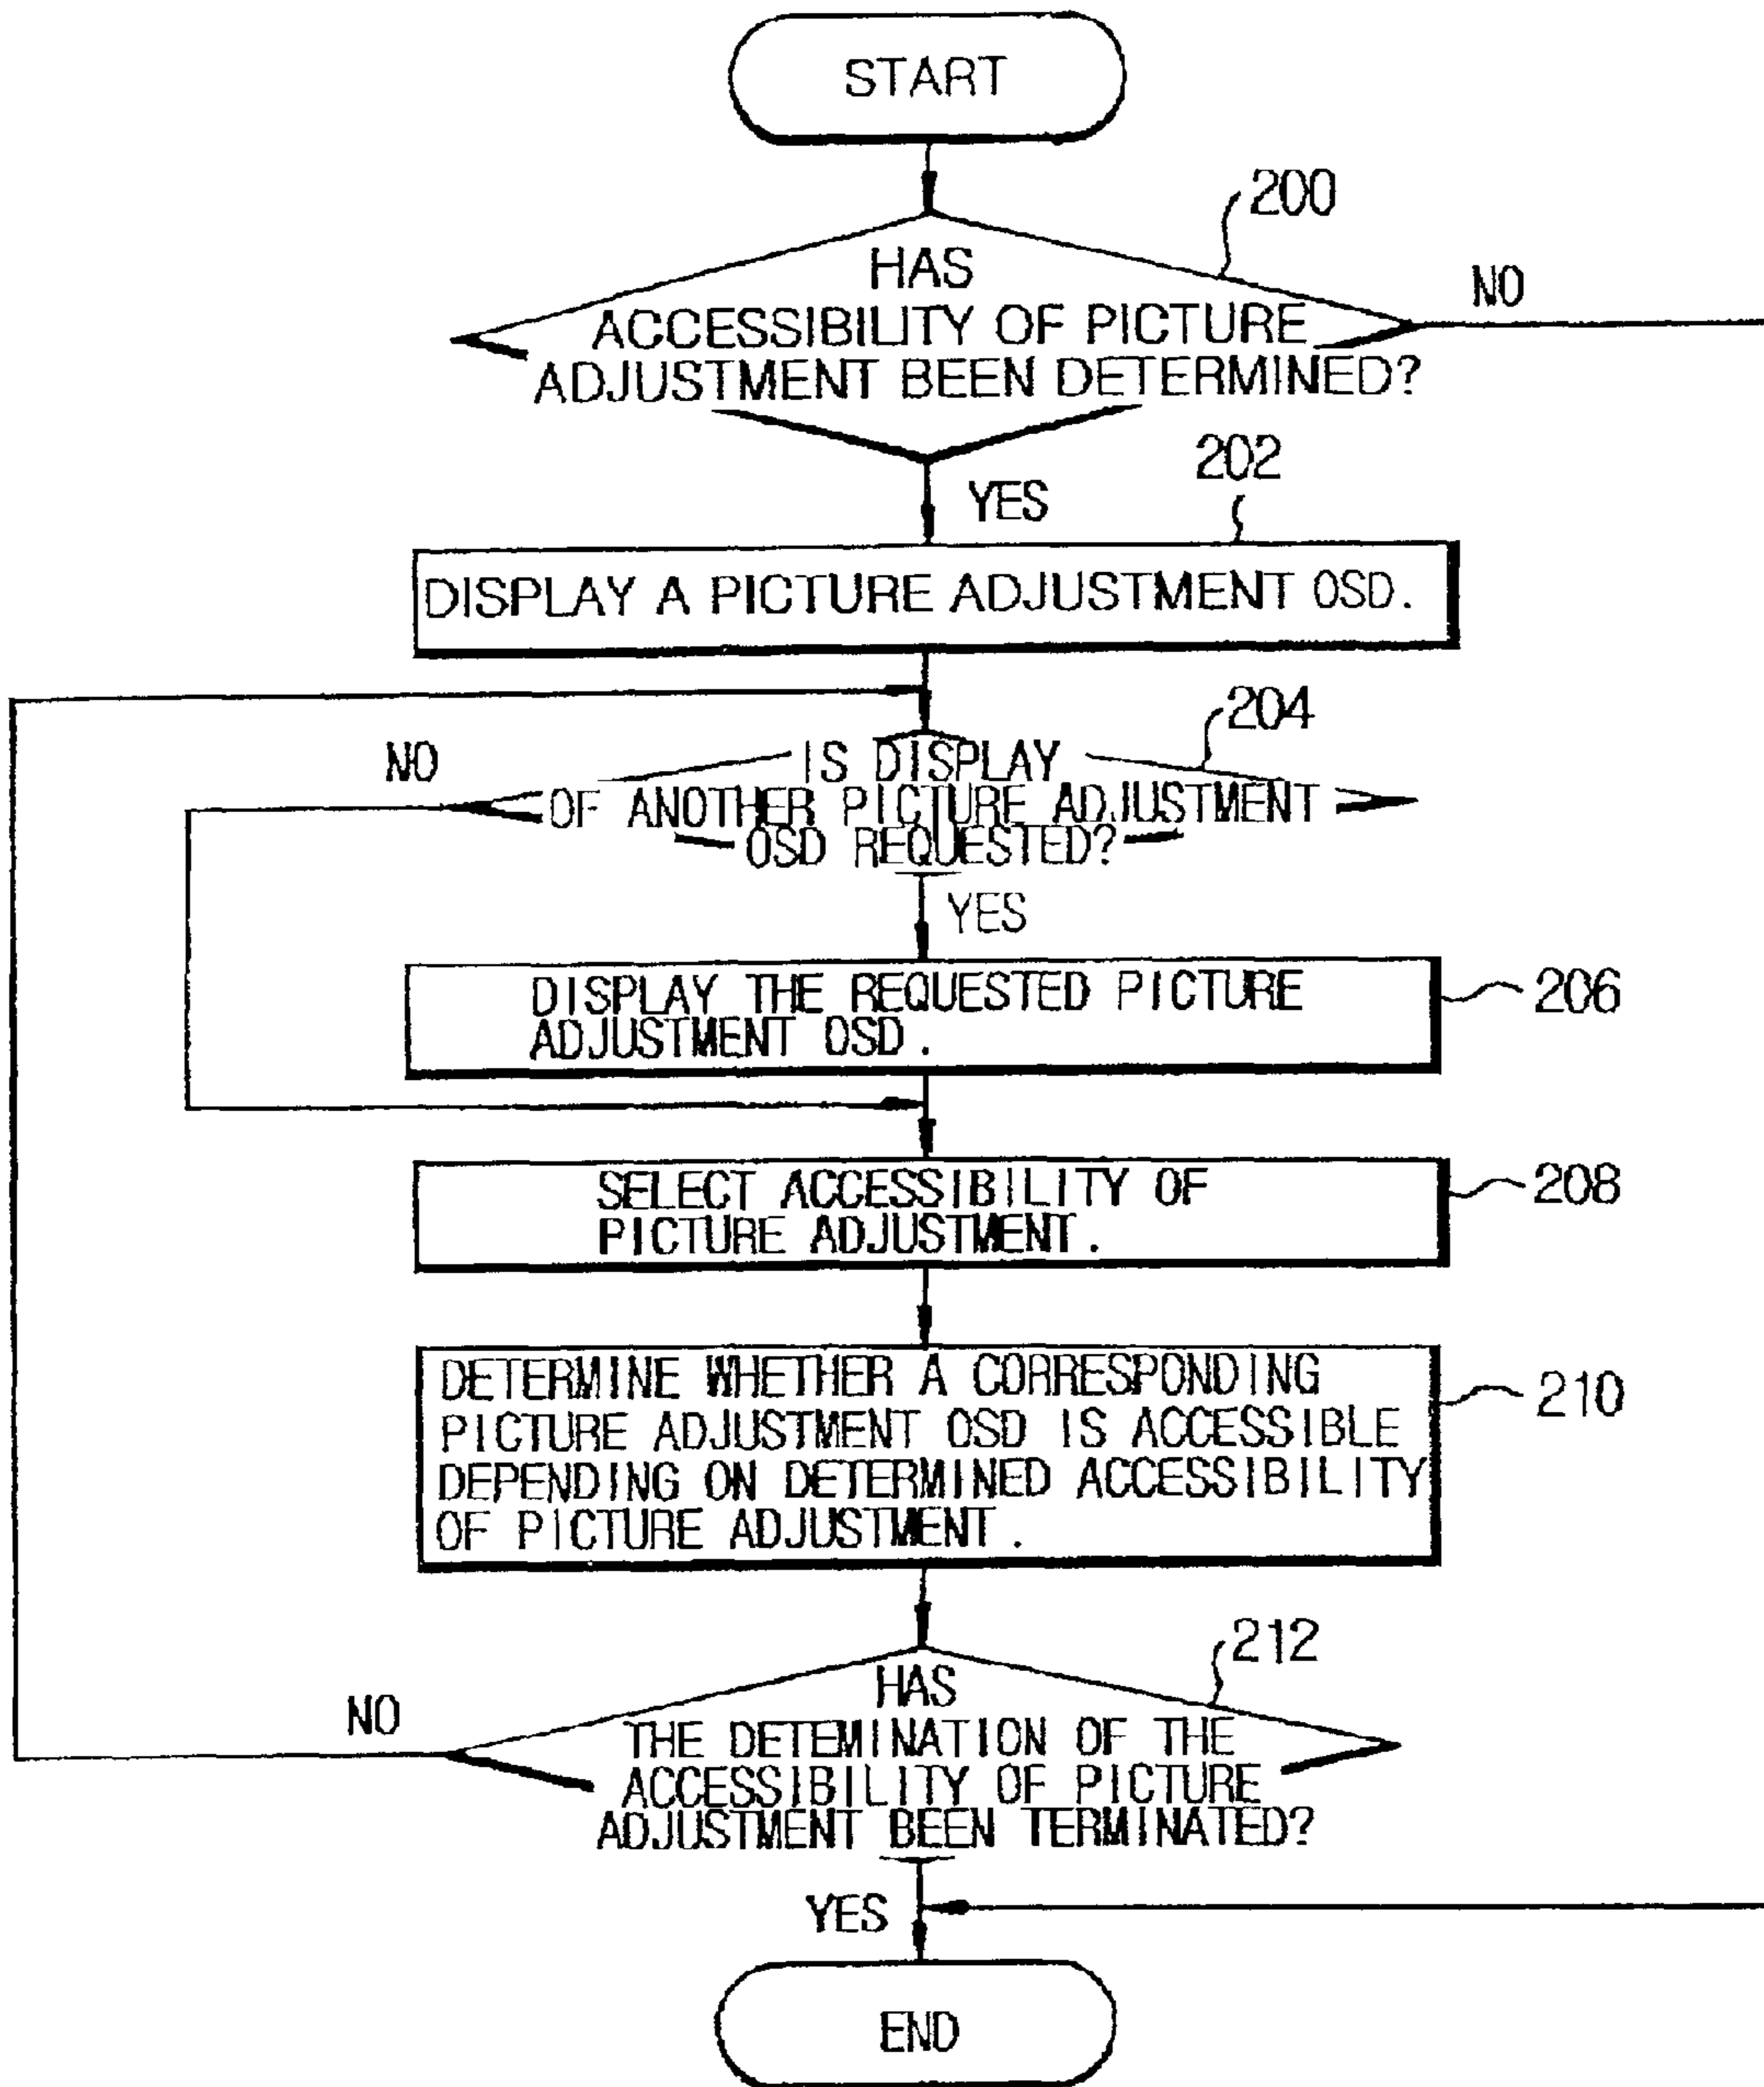 START
200
HAS
ACCESSIBILITY OF PICTURE
ADJUSTMENT BEEN DETERMINED?
NO
YES
202
DISPLAY A PICTURE ADJUSTMENT OSD.
204
NO
IS DISPLAY
OF ANOTHER PICTURE ADJUSTMENT
OSD REQUESTED?
YES
DISPLAY THE REQUESTED PICTURE
ADJUSTMENT OSD.
206
SELECT ACCESSIBILITY OF
PICTURE ADJUSTMENT.
208
DETERMINE WHETHER A CORRESPONDING
PICTURE ADJUSTMENT OSD IS ACCESSIBLE
DEPENDING ON DETERMINED ACCESSIBILITY
OF PICTURE ADJUSTMENT.
210
212
NO
HAS
THE DETEMINATION OF THE
ACCESSIBILITY OF PICTURE
ADJUSTMENT BEEN TERMINATED?
YES
END